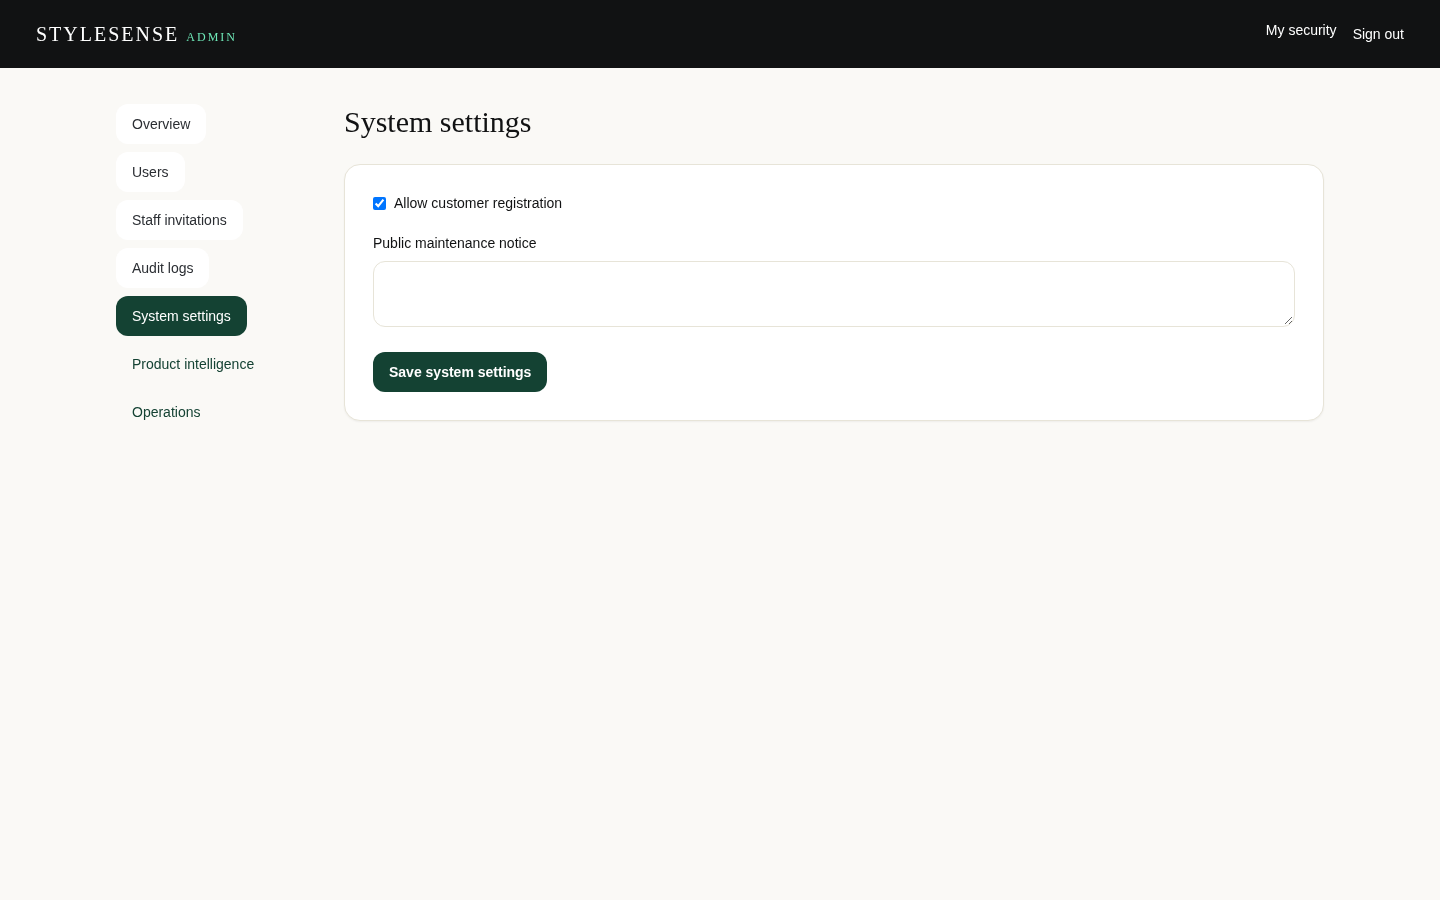 STYLESENSE ADMIN
My security
Sign out
Overview
Users
Staff invitations
Audit logs
System settings
Product intelligence
Operations
System settings
Allow customer registration
Public maintenance notice
Save system settings